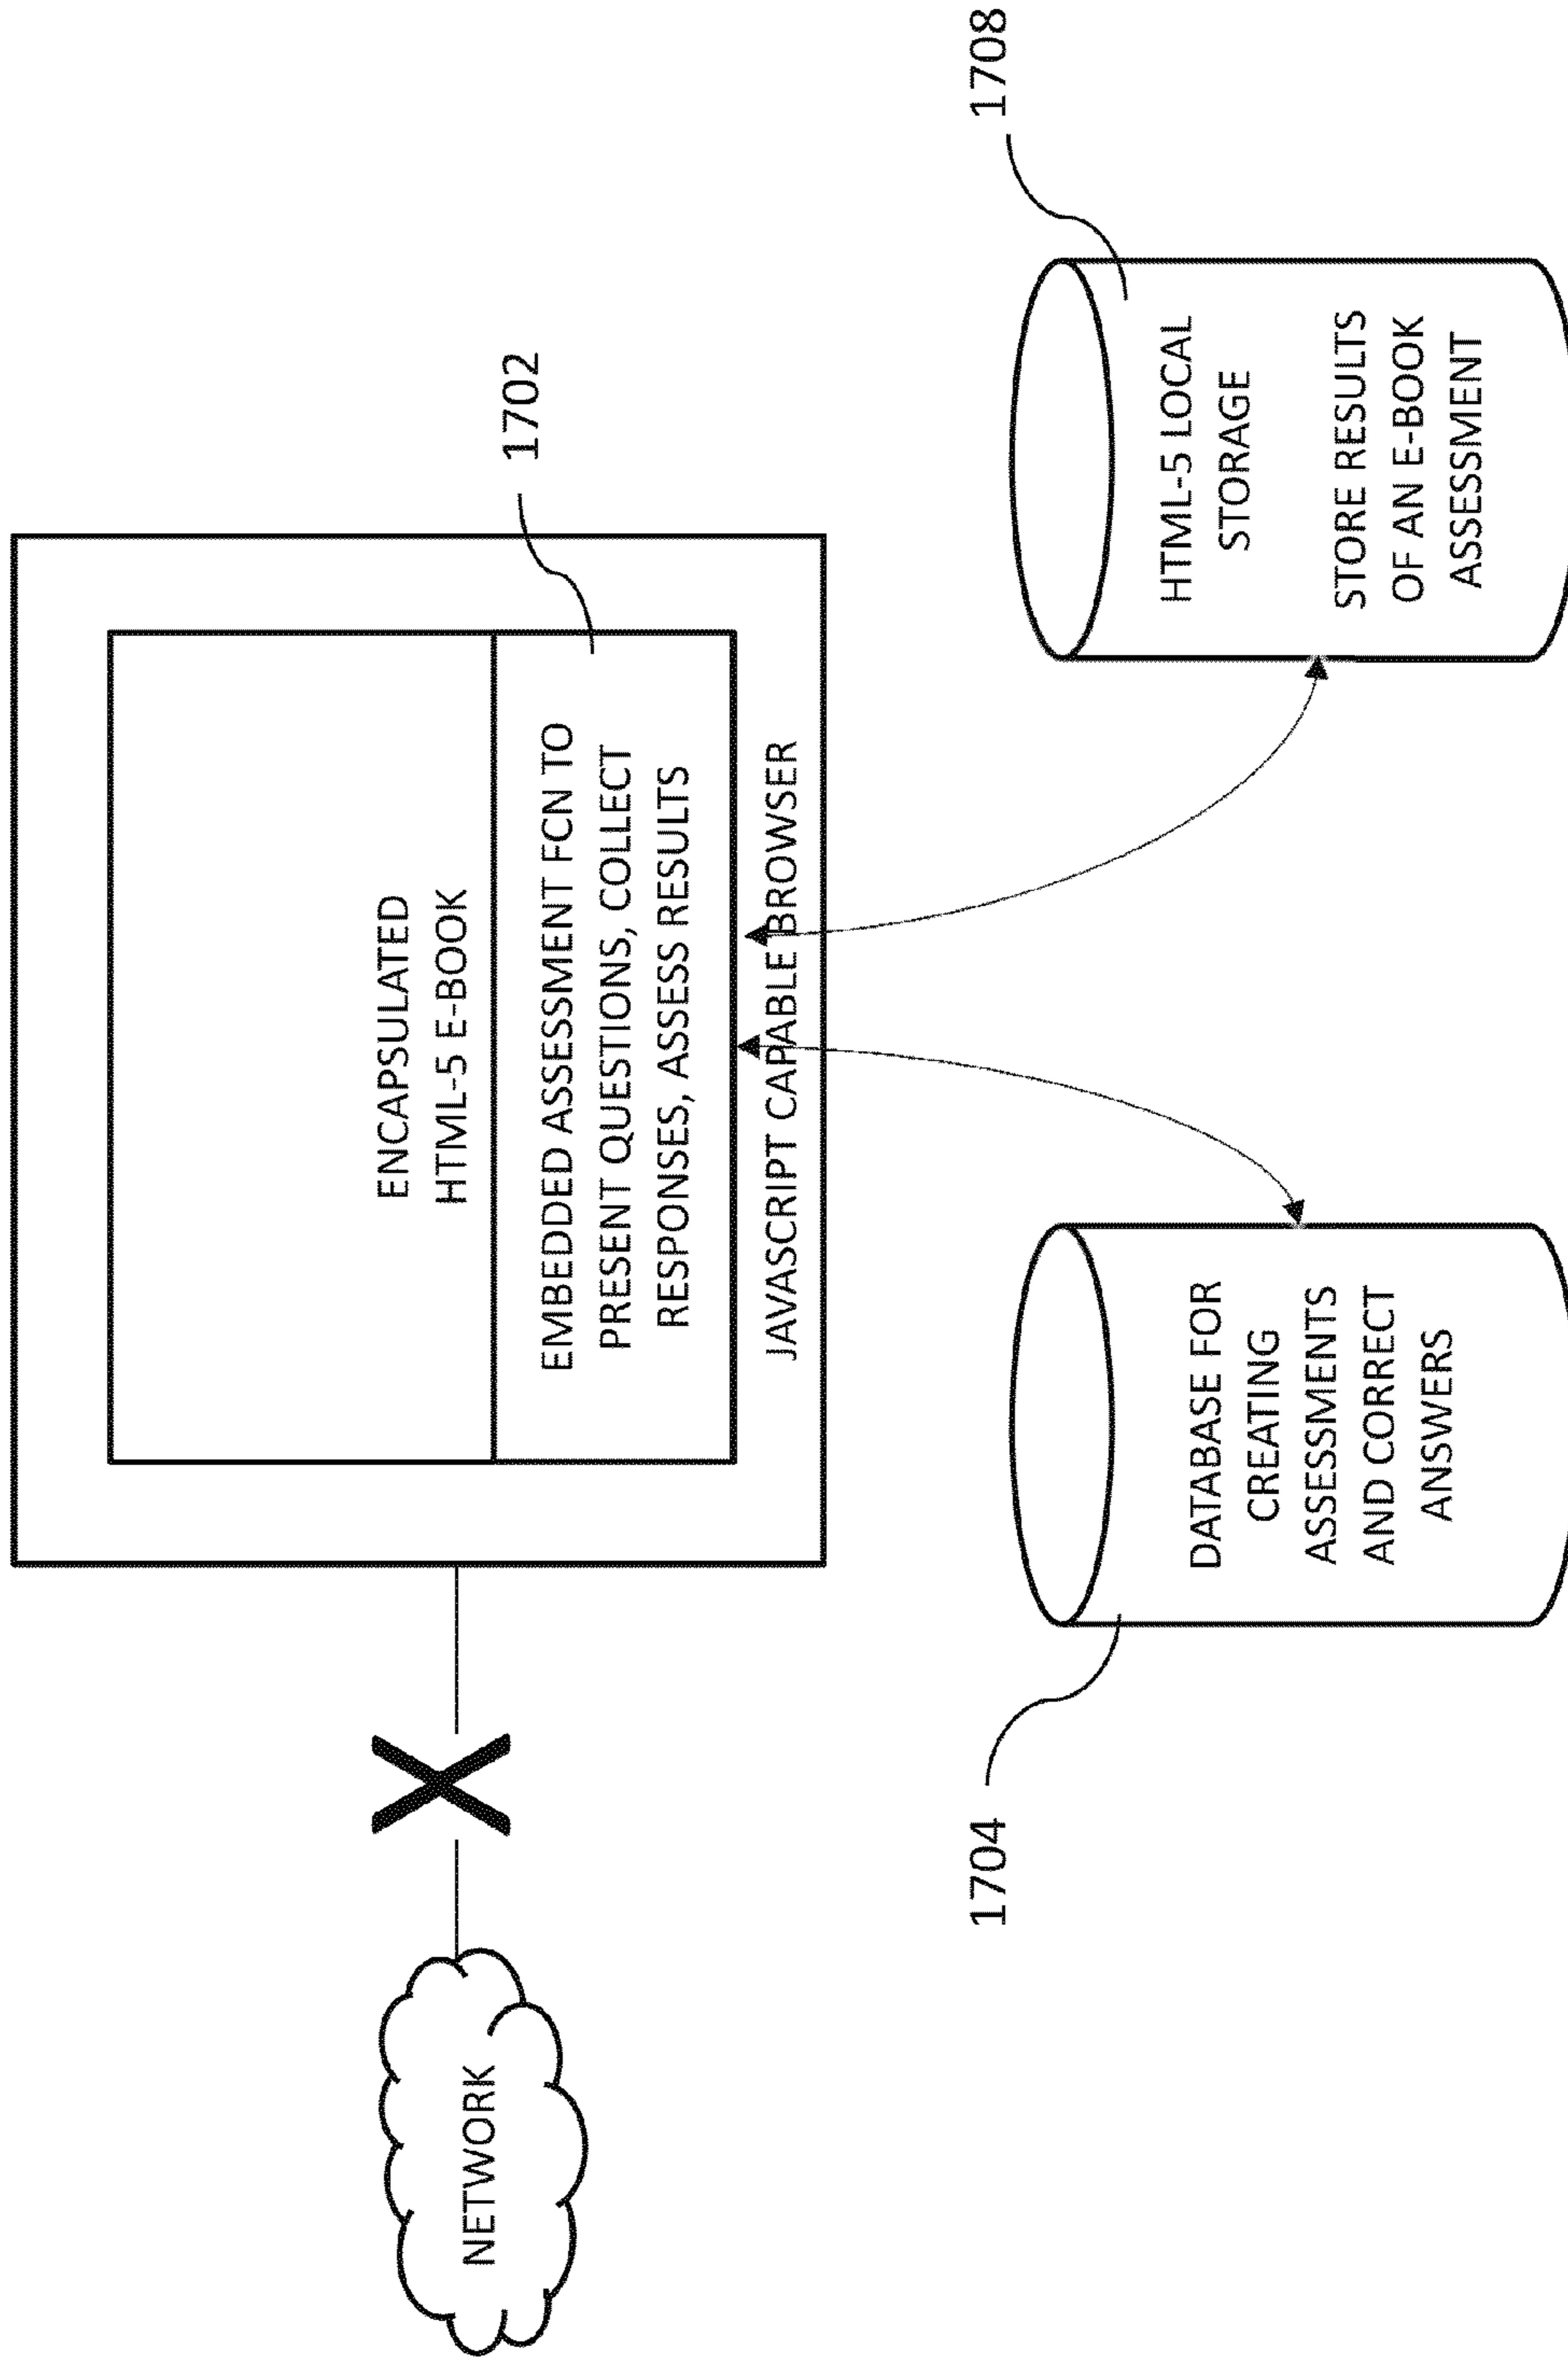 NETWORK
ENCAPSULATED
HTML-5 E-BOOK
EMBEDDED ASSESSMENT FCN TO
PRESENT QUESTIONS, COLLECT
RESPONSES, ASSESS RESULTS
JAVASCRIPT CAPABLE BROWSER
1702
1704
DATABASE FOR
CREATING
ASSESSMENTS
AND CORRECT
ANSWERS
1708
HTML-5 LOCAL
STORAGE
STORE RESULTS
OF AN E-BOOK
ASSESSMENT